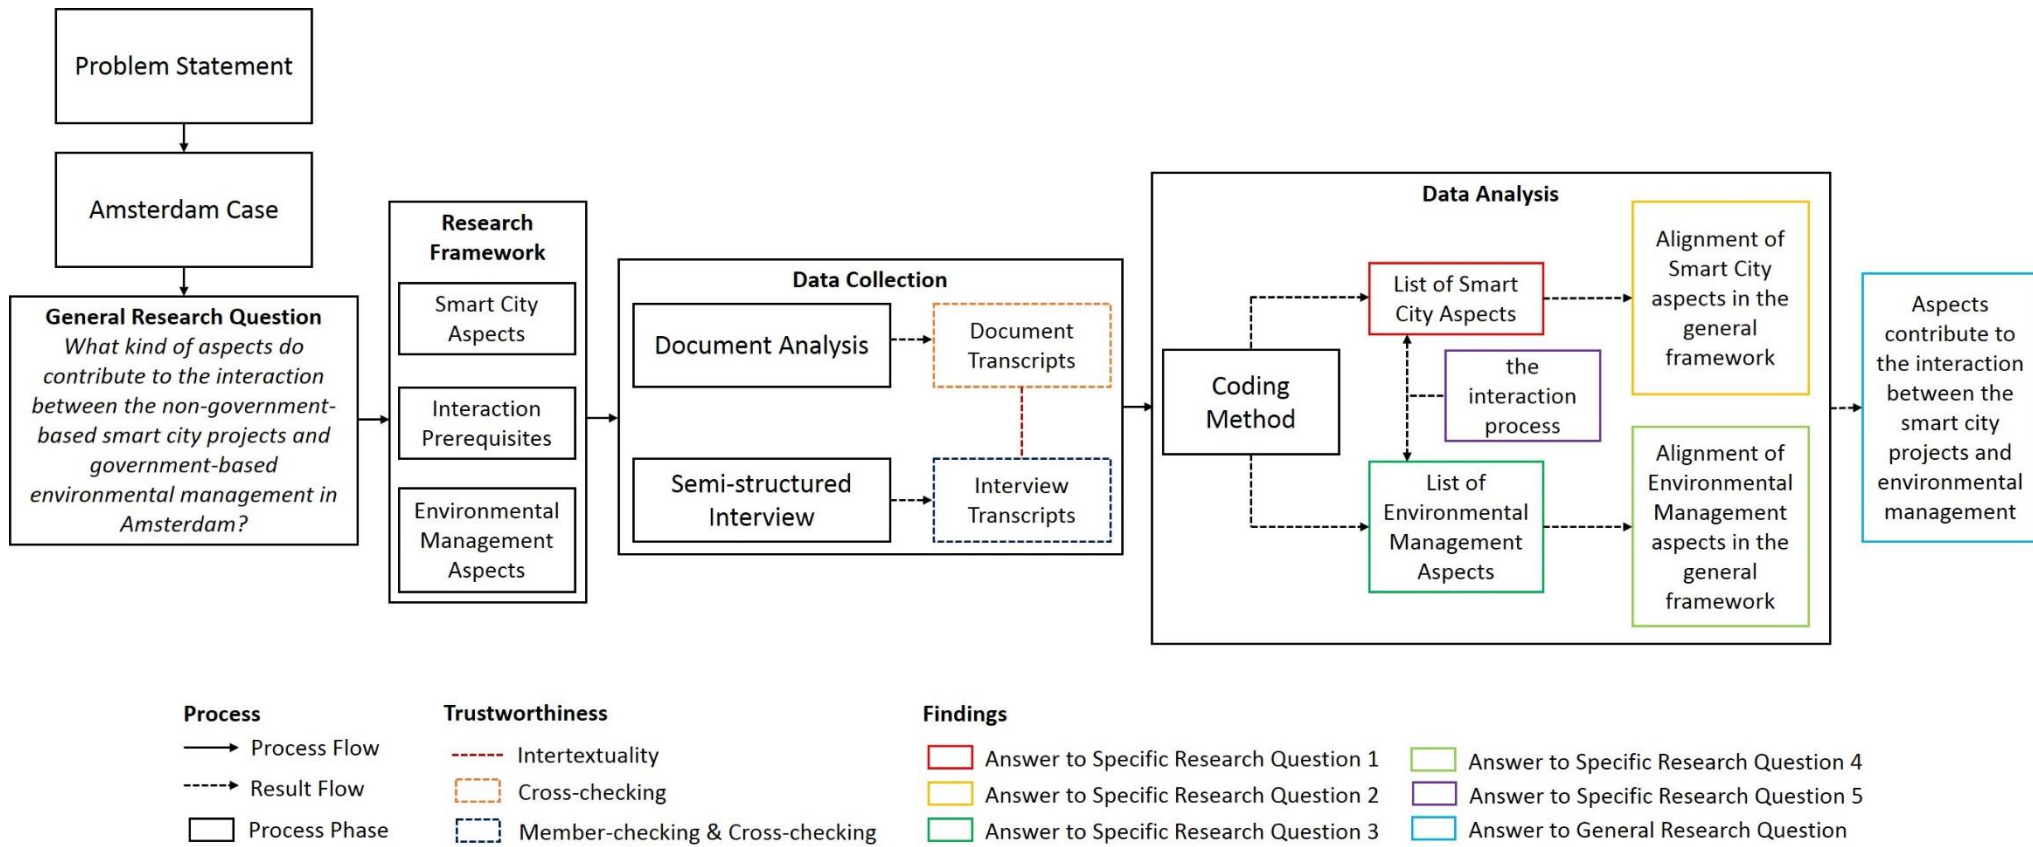 Problem Statement
Amsterdam Case
General Research Question
What kind of aspects do
contribute to the interaction
between the non-government-
based smart city projects and
government-based
environmental management in
Amsterdam?
Research
Framework
Smart City
Aspects
Interaction
Prerequisites
Environmental
Management
Aspects
Data Collection
Document Analysis
Document
Transcripts
Semi-structured
Interview
Interview
Transcripts
Data Analysis
Coding
Method
List of Smart
City Aspects
the
interaction
process
List of
Environmental
Management
Aspects
Alignment of
Smart City
aspects in the
general
framework
Alignment of
Environmental
Management
aspects in the
general
framework
Aspects
contribute to
the interaction
between the
smart city
projects and
environmental
management
Process
Process Flow
Result Flow
Process Phase
Trustworthiness
Intertextuality
Cross-checking
Member-checking & Cross-checking
Findings
Answer to Specific Research Question 1
Answer to Specific Research Question 2
Answer to Specific Research Question 3
Answer to Specific Research Question 4
Answer to Specific Research Question 5
Answer to General Research Question